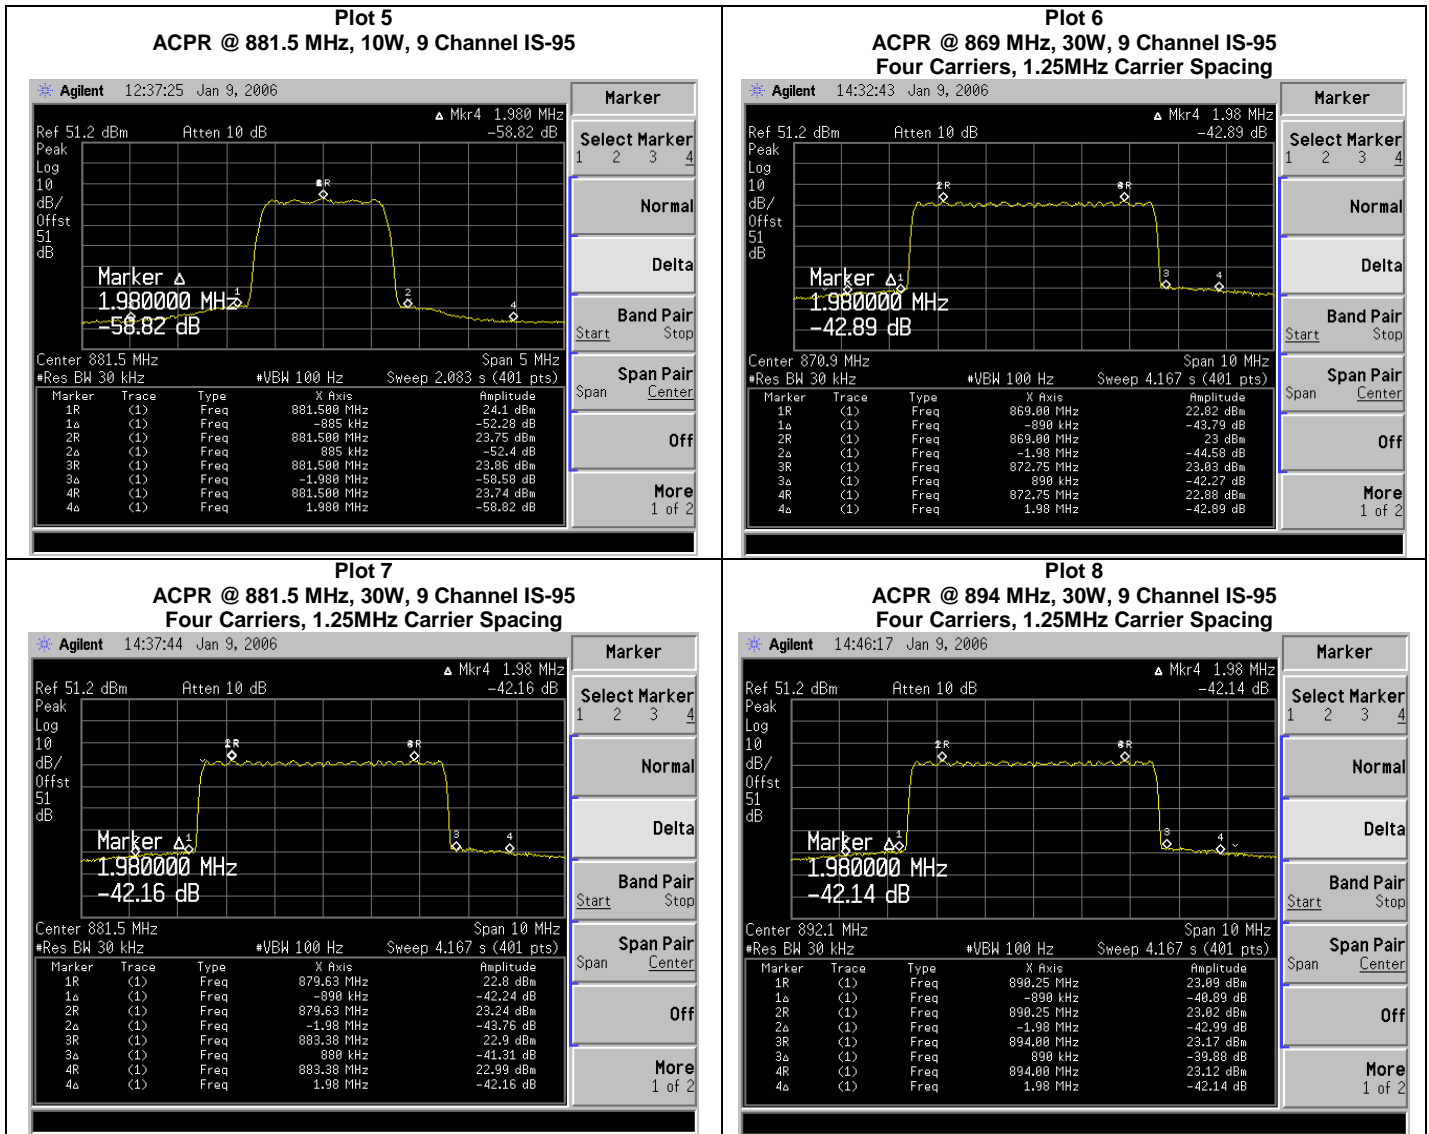 Plot 5
ACPR @ 881.5 MHz, 10W, 9 Channel IS-95
Agilent 12:37:25 Jan 9, 2006
Marker
Δ Mkr4 1.980 MHz
Ref 51.2 dBm Atten 10 dB -58.82 dB
Select Marker
1 2 3 4
Peak
Log
10
dB/
Offst
51
dB
R
Normal
Delta
Marker Δ
1.980000 MHz
-58.82 dB
1
2
4
Band Pair
Start Stop
Center 881.5 MHz Span 5 MHz
#Res BW 30 kHz #VBW 100 Hz Sweep 2.083 s (401 pts)
Span Pair
Span Center
Marker Trace Type X Axis Amplitude
1R (1) Freq 881.500 MHz 24.1 dBm
1Δ (1) Freq -885 kHz -52.28 dB
2R (1) Freq 881.500 MHz 23.75 dBm
2Δ (1) Freq 885 kHz -52.4 dB
3R (1) Freq 881.500 MHz 23.86 dBm
3Δ (1) Freq -1.980 MHz -58.58 dB
4R (1) Freq 881.500 MHz 23.74 dBm
4Δ (1) Freq 1.980 MHz -58.82 dB
Off
More
1 of 2
Plot 6
ACPR @ 869 MHz, 30W, 9 Channel IS-95
Four Carriers, 1.25MHz Carrier Spacing
Agilent 14:32:43 Jan 9, 2006
Marker
Δ Mkr4 1.98 MHz
Ref 51.2 dBm Atten 10 dB -42.89 dB
Select Marker
1 2 3 4
Peak
Log
10
dB/
Offst
51
dB
R
R
Normal
Delta
Marker Δ
1.980000 MHz
-42.89 dB
1
3
4
Band Pair
Start Stop
Center 870.9 MHz Span 10 MHz
#Res BW 30 kHz #VBW 100 Hz Sweep 4.167 s (401 pts)
Span Pair
Span Center
Marker Trace Type X Axis Amplitude
1R (1) Freq 869.00 MHz 22.82 dBm
1Δ (1) Freq -890 kHz -43.79 dB
2R (1) Freq 869.00 MHz 23 dBm
2Δ (1) Freq -1.98 MHz -44.58 dB
3R (1) Freq 872.75 MHz 23.03 dBm
3Δ (1) Freq 890 kHz -42.27 dB
4R (1) Freq 872.75 MHz 22.88 dBm
4Δ (1) Freq 1.98 MHz -42.89 dB
Off
More
1 of 2
Plot 7
ACPR @ 881.5 MHz, 30W, 9 Channel IS-95
Four Carriers, 1.25MHz Carrier Spacing
Agilent 14:37:44 Jan 9, 2006
Marker
Δ Mkr4 1.98 MHz
Ref 51.2 dBm Atten 10 dB -42.16 dB
Select Marker
1 2 3 4
Peak
Log
10
dB/
Offst
51
dB
R
R
Normal
Delta
Marker Δ
1.980000 MHz
-42.16 dB
1
3
4
Band Pair
Start Stop
Center 881.5 MHz Span 10 MHz
#Res BW 30 kHz #VBW 100 Hz Sweep 4.167 s (401 pts)
Span Pair
Span Center
Marker Trace Type X Axis Amplitude
1R (1) Freq 879.63 MHz 22.8 dBm
1Δ (1) Freq -890 kHz -42.24 dB
2R (1) Freq 879.63 MHz 23.24 dBm
2Δ (1) Freq -1.98 MHz -43.76 dB
3R (1) Freq 883.38 MHz 22.9 dBm
3Δ (1) Freq 880 kHz -41.31 dB
4R (1) Freq 883.38 MHz 22.99 dBm
4Δ (1) Freq 1.98 MHz -42.16 dB
Off
More
1 of 2
Plot 8
ACPR @ 894 MHz, 30W, 9 Channel IS-95
Four Carriers, 1.25MHz Carrier Spacing
Agilent 14:46:17 Jan 9, 2006
Marker
Δ Mkr4 1.98 MHz
Ref 51.2 dBm Atten 10 dB -42.14 dB
Select Marker
1 2 3 4
Peak
Log
10
dB/
Offst
51
dB
R
R
Normal
Delta
Marker Δ
1.980000 MHz
-42.14 dB
1
3
4
Band Pair
Start Stop
Center 892.1 MHz Span 10 MHz
#Res BW 30 kHz #VBW 100 Hz Sweep 4.167 s (401 pts)
Span Pair
Span Center
Marker Trace Type X Axis Amplitude
1R (1) Freq 890.25 MHz 23.09 dBm
1Δ (1) Freq -890 kHz -40.89 dB
2R (1) Freq 890.25 MHz 23.02 dBm
2Δ (1) Freq -1.98 MHz -42.99 dB
3R (1) Freq 894.00 MHz 23.17 dBm
3Δ (1) Freq 890 kHz -39.88 dB
4R (1) Freq 894.00 MHz 23.12 dBm
4Δ (1) Freq 1.98 MHz -42.14 dB
Off
More
1 of 2